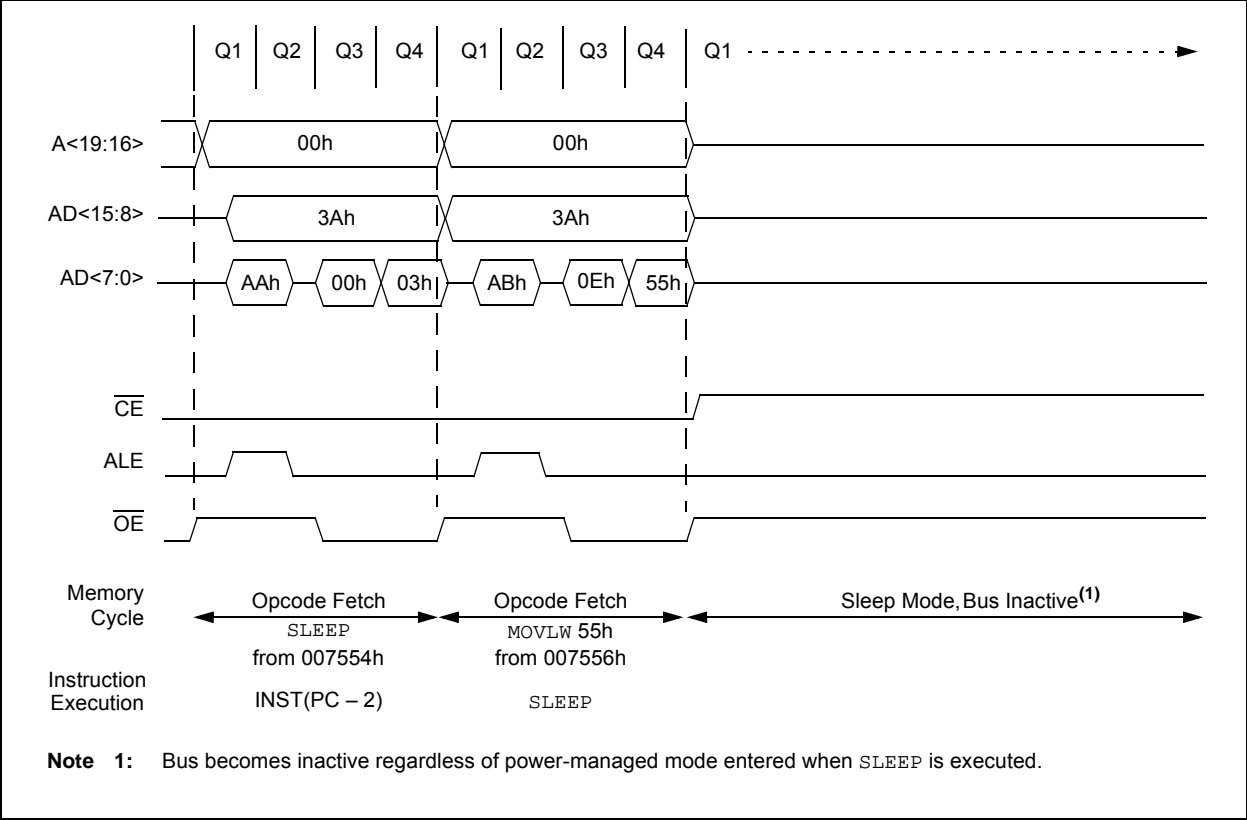 Q1 Q2 Q3 Q4 Q1 Q2 Q3 Q4 Q1
A<19:16> 00h 00h
AD<15:8> 3Ah 3Ah
AD<7:0> AAh 00h 03h ABh 0Eh 55h
CE
ALE
OE
Memory Cycle
Opcode Fetch
SLEEP
from 007554h
Opcode Fetch
MOVLW 55h
from 007556h
Sleep Mode, Bus Inactive(1)
Instruction Execution
INST(PC – 2)
SLEEP
Note 1: Bus becomes inactive regardless of power-managed mode entered when SLEEP is executed.